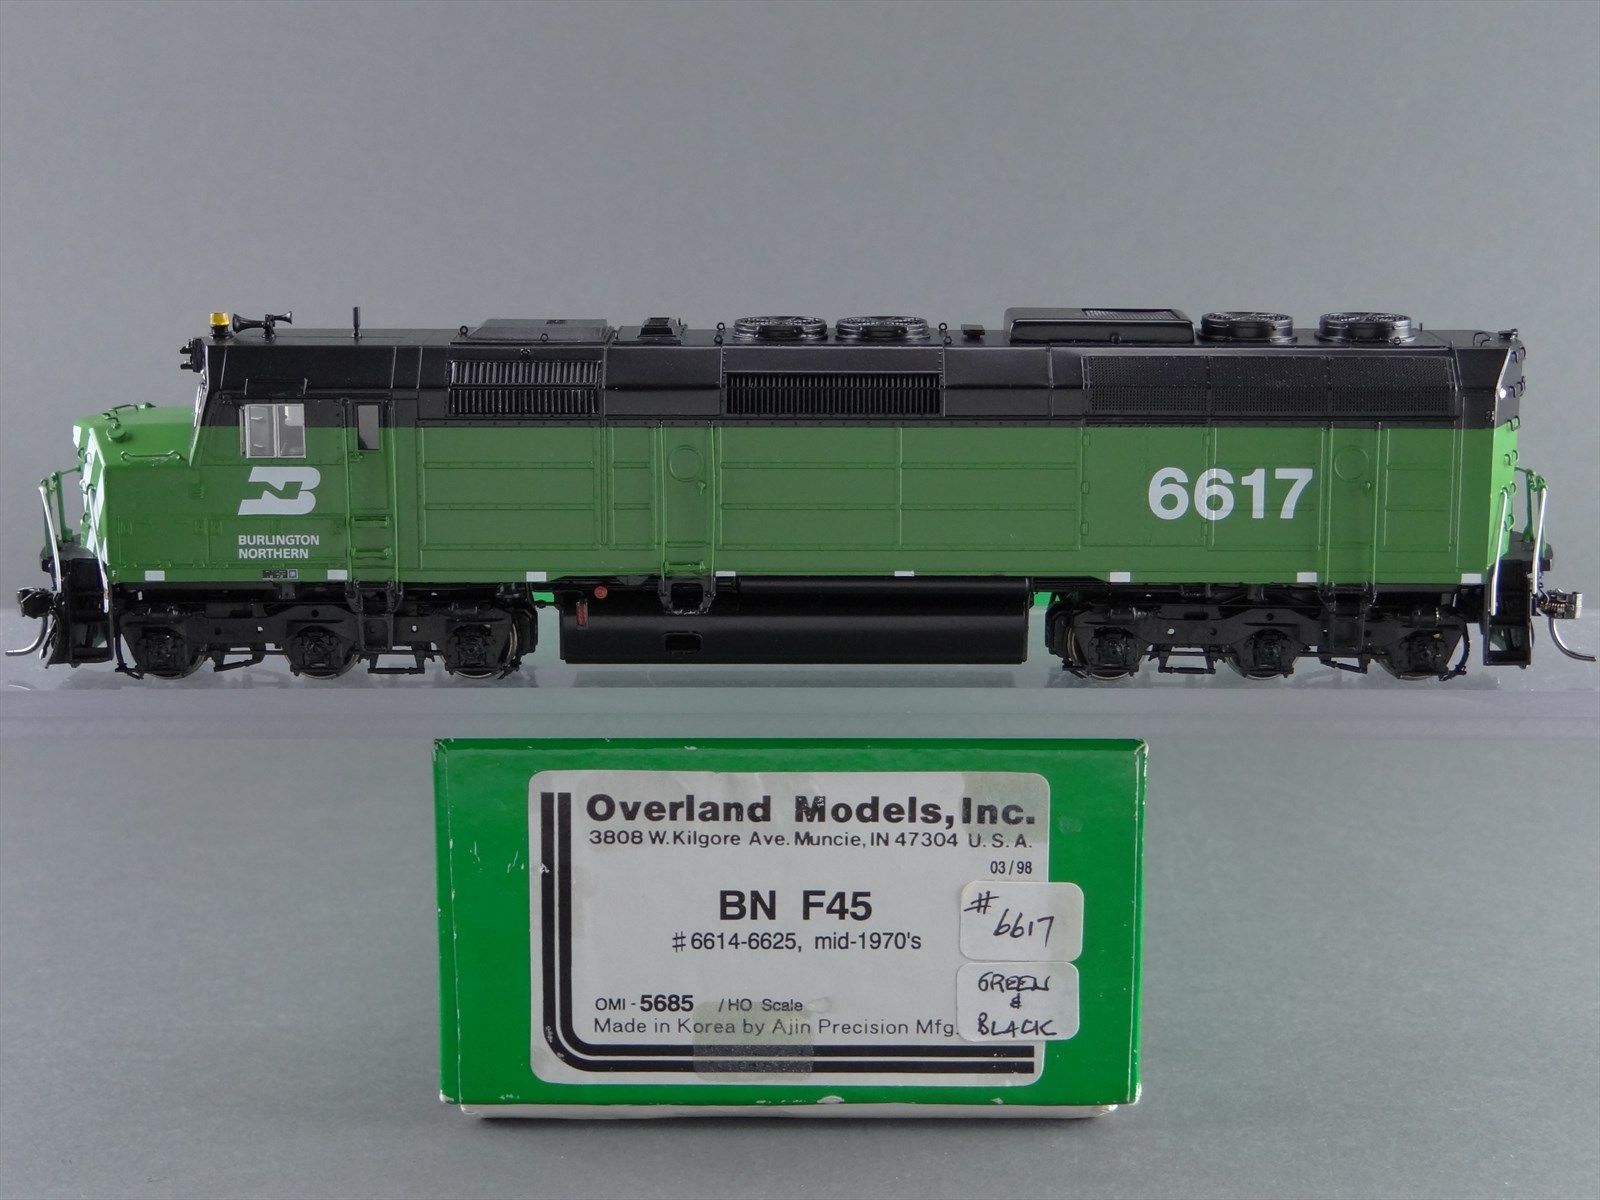 BURLINGTON
NORTHERN
6617
F
Overland Models, Inc.
3808 W. Kilgore Ave. Muncie, IN 47304 U.S.A.
03/98
BN F45
#6614-6625, mid-1970's
# 6617
GREEN
&
BLACK
OMI-5685 /HO Scale
Made in Korea by Ajin Precision Mfg.